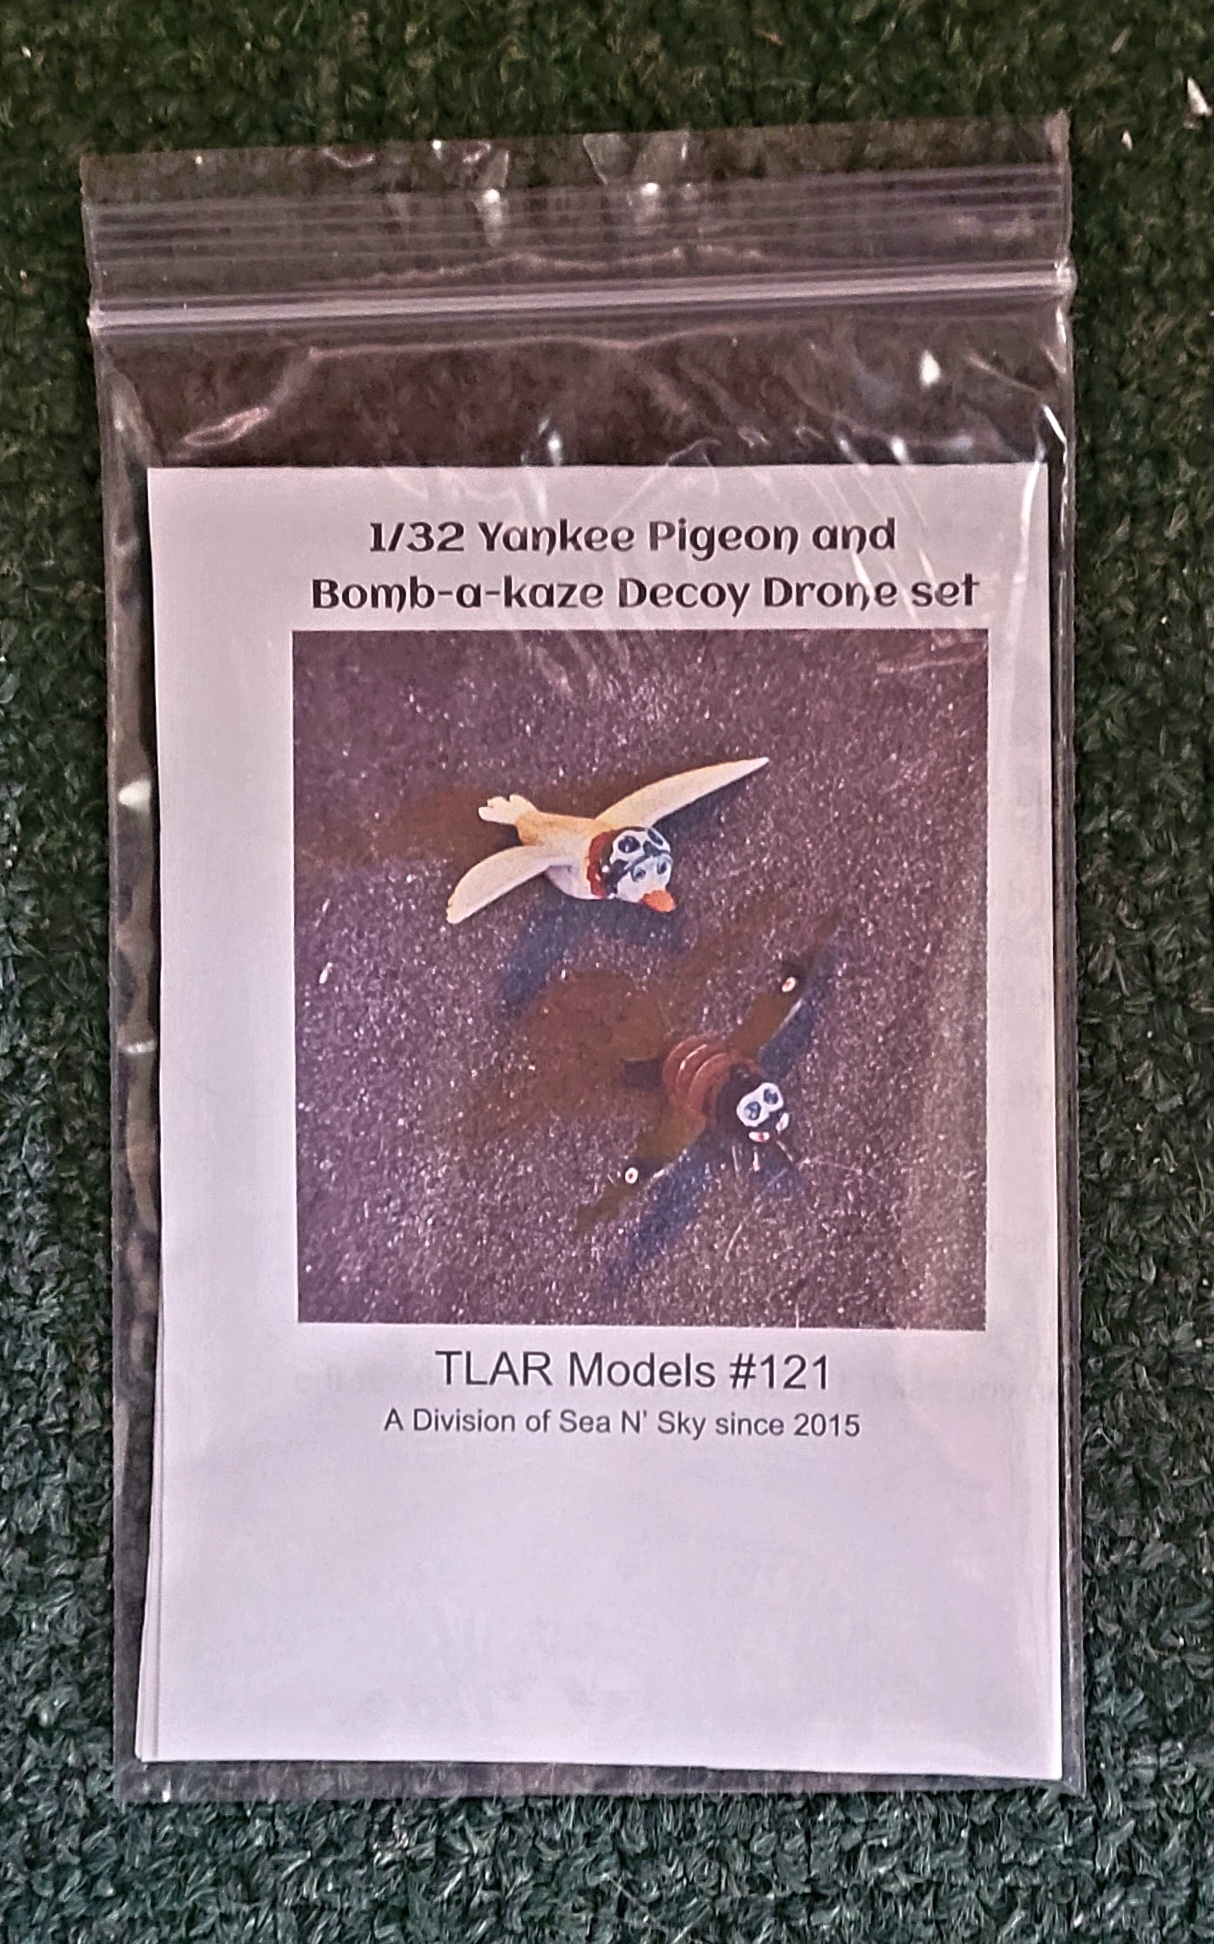 1/32 Yankee Pigeon and
Bomb-a-kaze Decoy Drone set
TLAR Models #121
A Division of Sea N' Sky since 2015